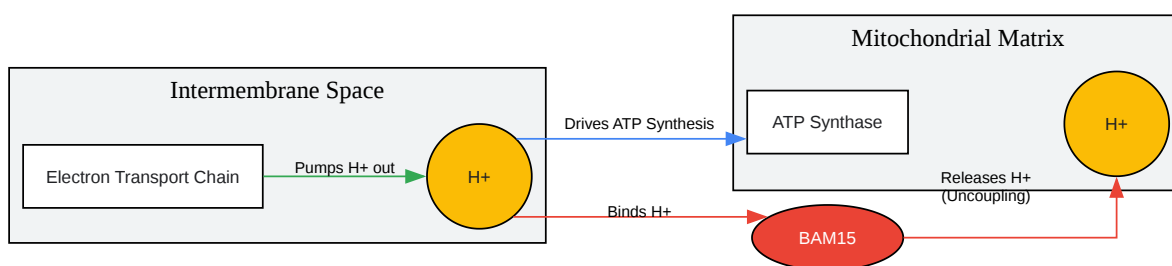 Mitochondrial Matrix
Intermembrane Space
Drives ATP Synthesis
ATP Synthase
H+
Electron Transport Chain
Pumps H+ out
H+
Releases H+
(Uncoupling)
Binds H+
BAM15